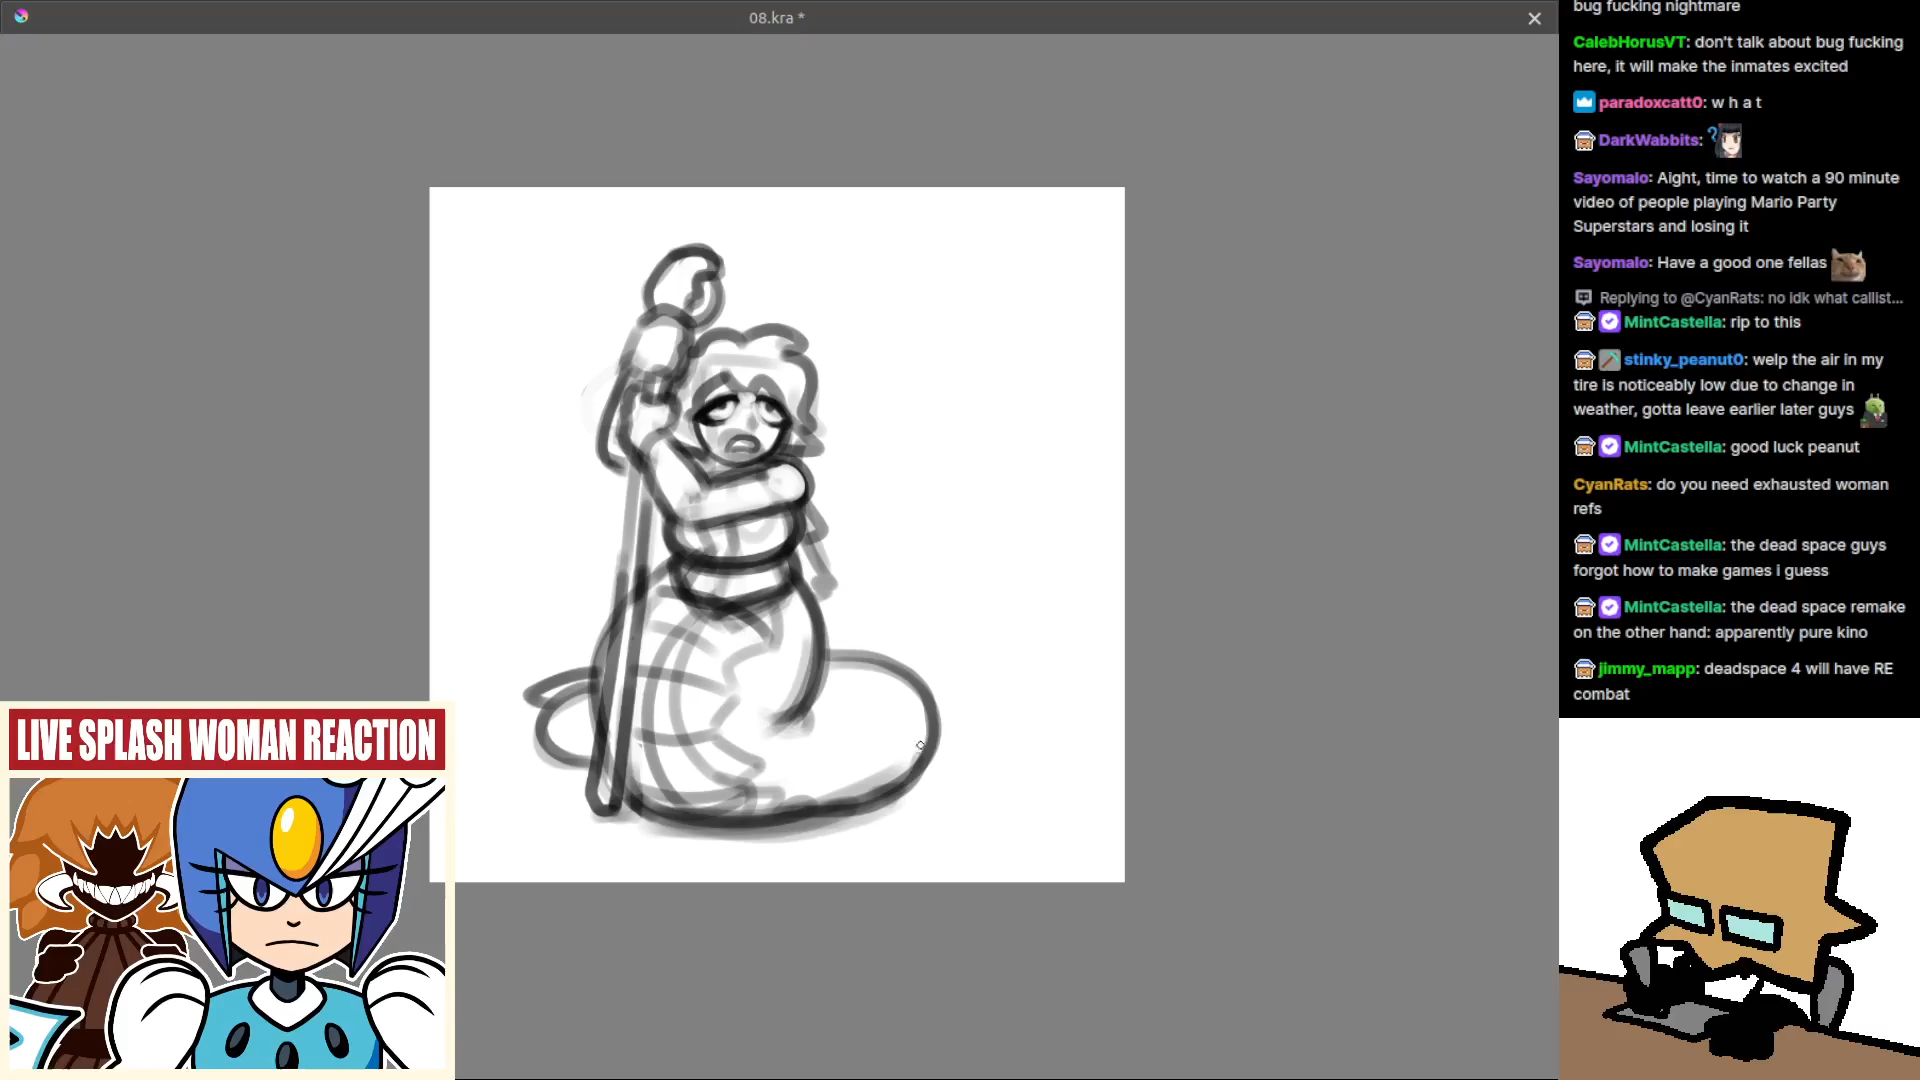 08.kra *
bug fucking nightmare
CalebHorusVT: don't talk about bug fucking
here, it will make the inmates excited
paradoxcatt0: w h a t
DarkWabbits:
Sayomalo: Aight, time to watch a 90 minute
video of people playing Mario Party
Superstars and losing it
Sayomalo: Have a good one fellas
Replying to @CyanRats: no idk what callist...
MintCastella: rip to this
stinky_peanut0: welp the air in my
tire is noticeably low due to change in
weather, gotta leave earlier later guys
MintCastella: good luck peanut
CyanRats: do you need exhausted woman
refs
MintCastella: the dead space guys
forgot how to make games i guess
MintCastella: the dead space remake
on the other hand: apparently pure kino
jimmy_mapp: deadspace 4 will have RE
combat
LIVE SPLASH WOMAN REACTION